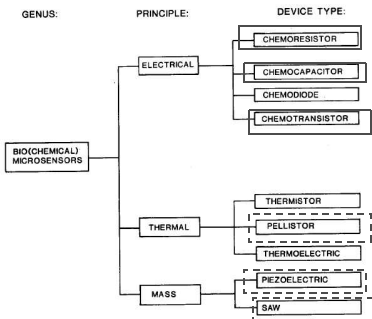 GENUS: PRINCIPLE: DEVICE TYPE:
CHEMORESISTOR
ELECTRICAL
CHEMOCAPACITOR
CHEMODIODE
CHEMOTRANSISTOR
BIO(CHEMICAL)
MICROSENSORS
THERMISTOR
THERMAL
PELLISTOR
THERMOELECTRIC
PIEZOELECTRIC
MASS
SAW